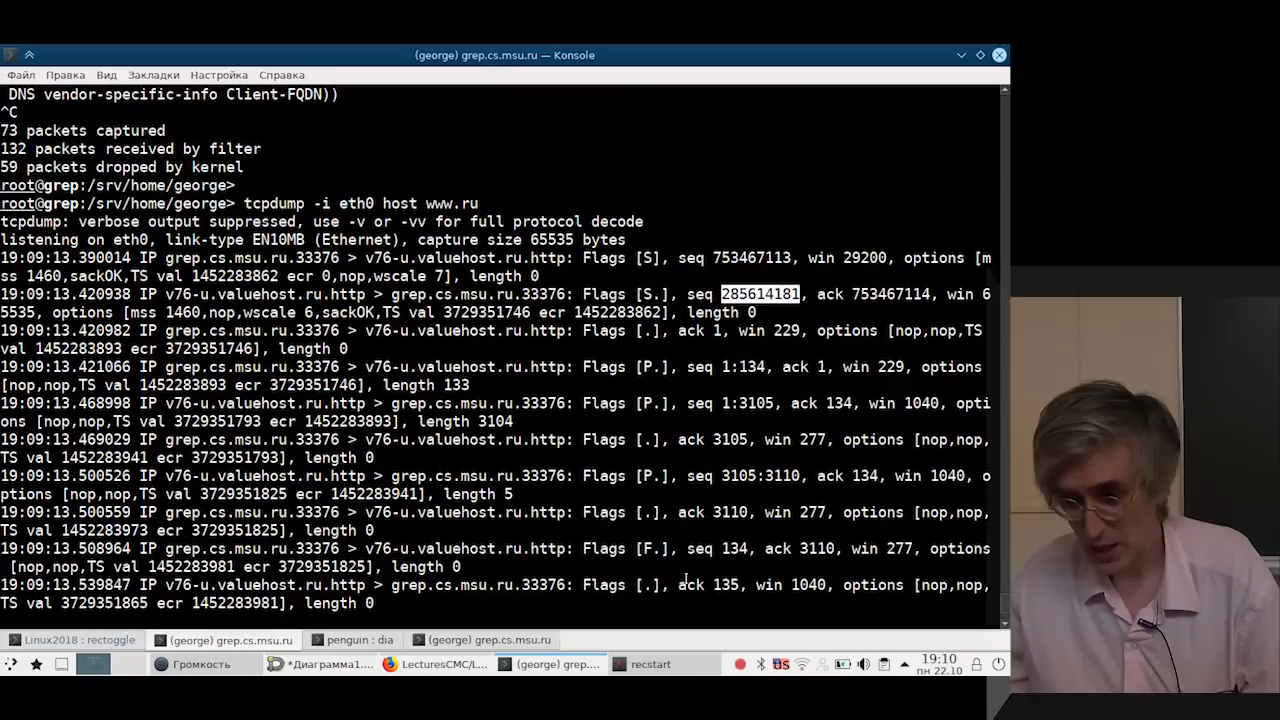 (george) grep.cs.msu.ru — Konsole
Файл Правка Вид Закладки Настройка Справка
DNS vendor-specific-info Client-FQDN))
^C
73 packets captured
132 packets received by filter
59 packets dropped by kernel
root@grep:/srv/home/george>
root@grep:/srv/home/george> tcpdump -i eth0 host www.ru
tcpdump: verbose output suppressed, use -v or -vv for full protocol decode
listening on eth0, link-type EN10MB (Ethernet), capture size 65535 bytes
19:09:13.390014 IP grep.cs.msu.ru.33376 > v76-u.valuehost.ru.http: Flags [S], seq 753467113, win 29200, options [m
ss 1460,sackOK,TS val 1452283862 ecr 0,nop,wscale 7], length 0
19:09:13.420938 IP v76-u.valuehost.ru.http > grep.cs.msu.ru.33376: Flags [S.], seq 285614181, ack 753467114, win 6
5535, options [mss 1460,nop,wscale 6,sackOK,TS val 3729351746 ecr 1452283862], length 0
19:09:13.420982 IP grep.cs.msu.ru.33376 > v76-u.valuehost.ru.http: Flags [.], ack 1, win 229, options [nop,nop,TS
val 1452283893 ecr 3729351746], length 0
19:09:13.421066 IP grep.cs.msu.ru.33376 > v76-u.valuehost.ru.http: Flags [P.], seq 1:134, ack 1, win 229, options
[nop,nop,TS val 1452283893 ecr 3729351746], length 133
19:09:13.468998 IP v76-u.valuehost.ru.http > grep.cs.msu.ru.33376: Flags [P.], seq 1:3105, ack 134, win 1040, opti
ons [nop,nop,TS val 3729351793 ecr 1452283893], length 3104
19:09:13.469029 IP grep.cs.msu.ru.33376 > v76-u.valuehost.ru.http: Flags [.], ack 3105, win 277, options [nop,nop,
TS val 1452283941 ecr 3729351793], length 0
19:09:13.500526 IP v76-u.valuehost.ru.http > grep.cs.msu.ru.33376: Flags [P.], seq 3105:3110, ack 134, win 1040, o
ptions [nop,nop,TS val 3729351825 ecr 1452283941], length 5
19:09:13.500559 IP grep.cs.msu.ru.33376 > v76-u.valuehost.ru.http: Flags [.], ack 3110, win 277, options [nop,nop,
TS val 1452283973 ecr 3729351825], length 0
19:09:13.508964 IP grep.cs.msu.ru.33376 > v76-u.valuehost.ru.http: Flags [F.], seq 134, ack 3110, win 277, options
[nop,nop,TS val 1452283981 ecr 3729351825], length 0
19:09:13.539847 IP v76-u.valuehost.ru.http > grep.cs.msu.ru.33376: Flags [.], ack 135, win 1040, options [nop,nop,
TS val 3729351865 ecr 1452283981], length 0
Linux2018 : rectoggle (george) grep.cs.msu.ru penguin : dia (george) grep.cs.msu.ru
Громкость *Диаграмма1.... LecturesCMC/L... (george) grep.... recstart US 19:10
пн 22.10